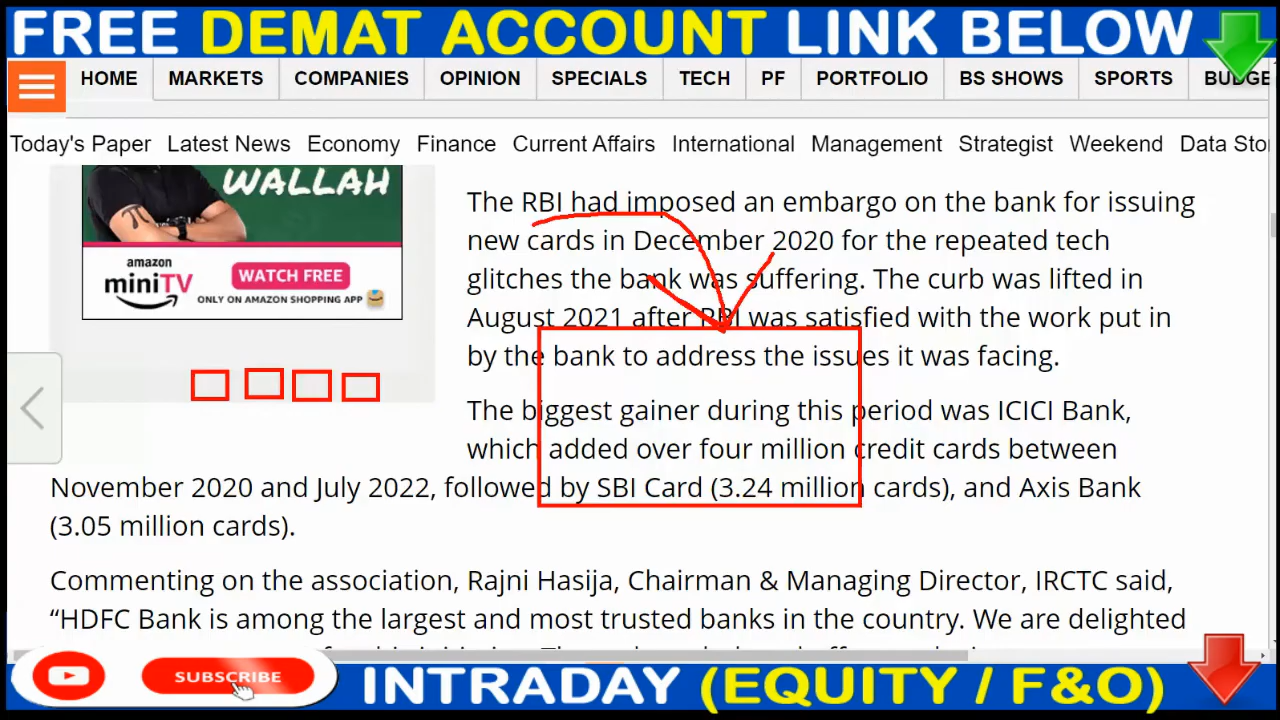 FREE DEMAT ACCOUNT LINK BELOW
HOME MARKETS COMPANIES OPINION SPECIALS TECH PF PORTFOLIO BS SHOWS SPORTS BUDGE
Today's Paper Latest News Economy Finance Current Affairs International Management Strategist Weekend Data Sto
WALLAH
amazon
miniTV
WATCH FREE
ONLY ON AMAZON SHOPPING APP
The RBI had imposed an embargo on the bank for issuing
new cards in December 2020 for the repeated tech
glitches the bank was suffering. The curb was lifted in
August 2021 after RBI was satisfied with the work put in
by the bank to address the issues it was facing.
The biggest gainer during this period was ICICI Bank,
which added over four million credit cards between
November 2020 and July 2022, followed by SBI Card (3.24 million cards), and Axis Bank
(3.05 million cards).
Commenting on the association, Rajni Hasija, Chairman & Managing Director, IRCTC said,
“HDFC Bank is among the largest and most trusted banks in the country. We are delighted
SUBSCRIBE
INTRADAY (EQUITY / F&O)